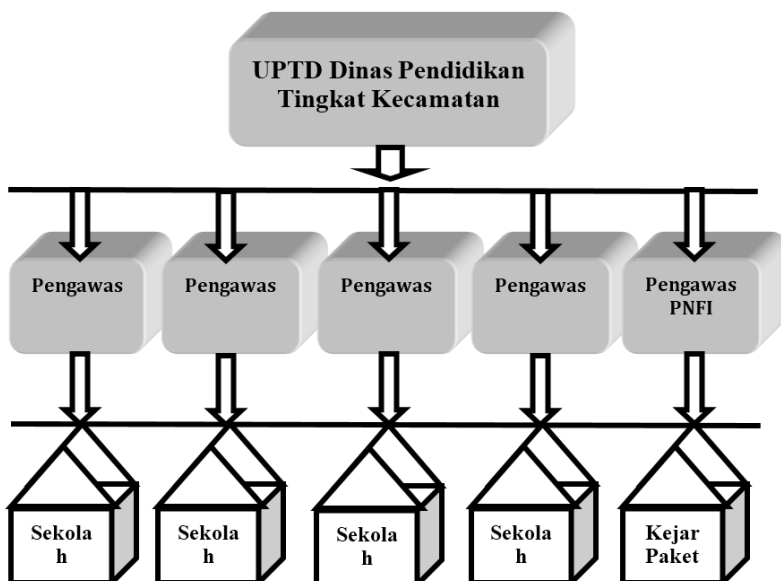 UPTD Dinas Pendidikan
Tingkat Kecamatan
Pengawas
Pengawas
Pengawas
Pengawas
Pengawas
PNFI
Sekola
h
Sekola
h
Sekola
h
Sekola
h
Kejar
Paket